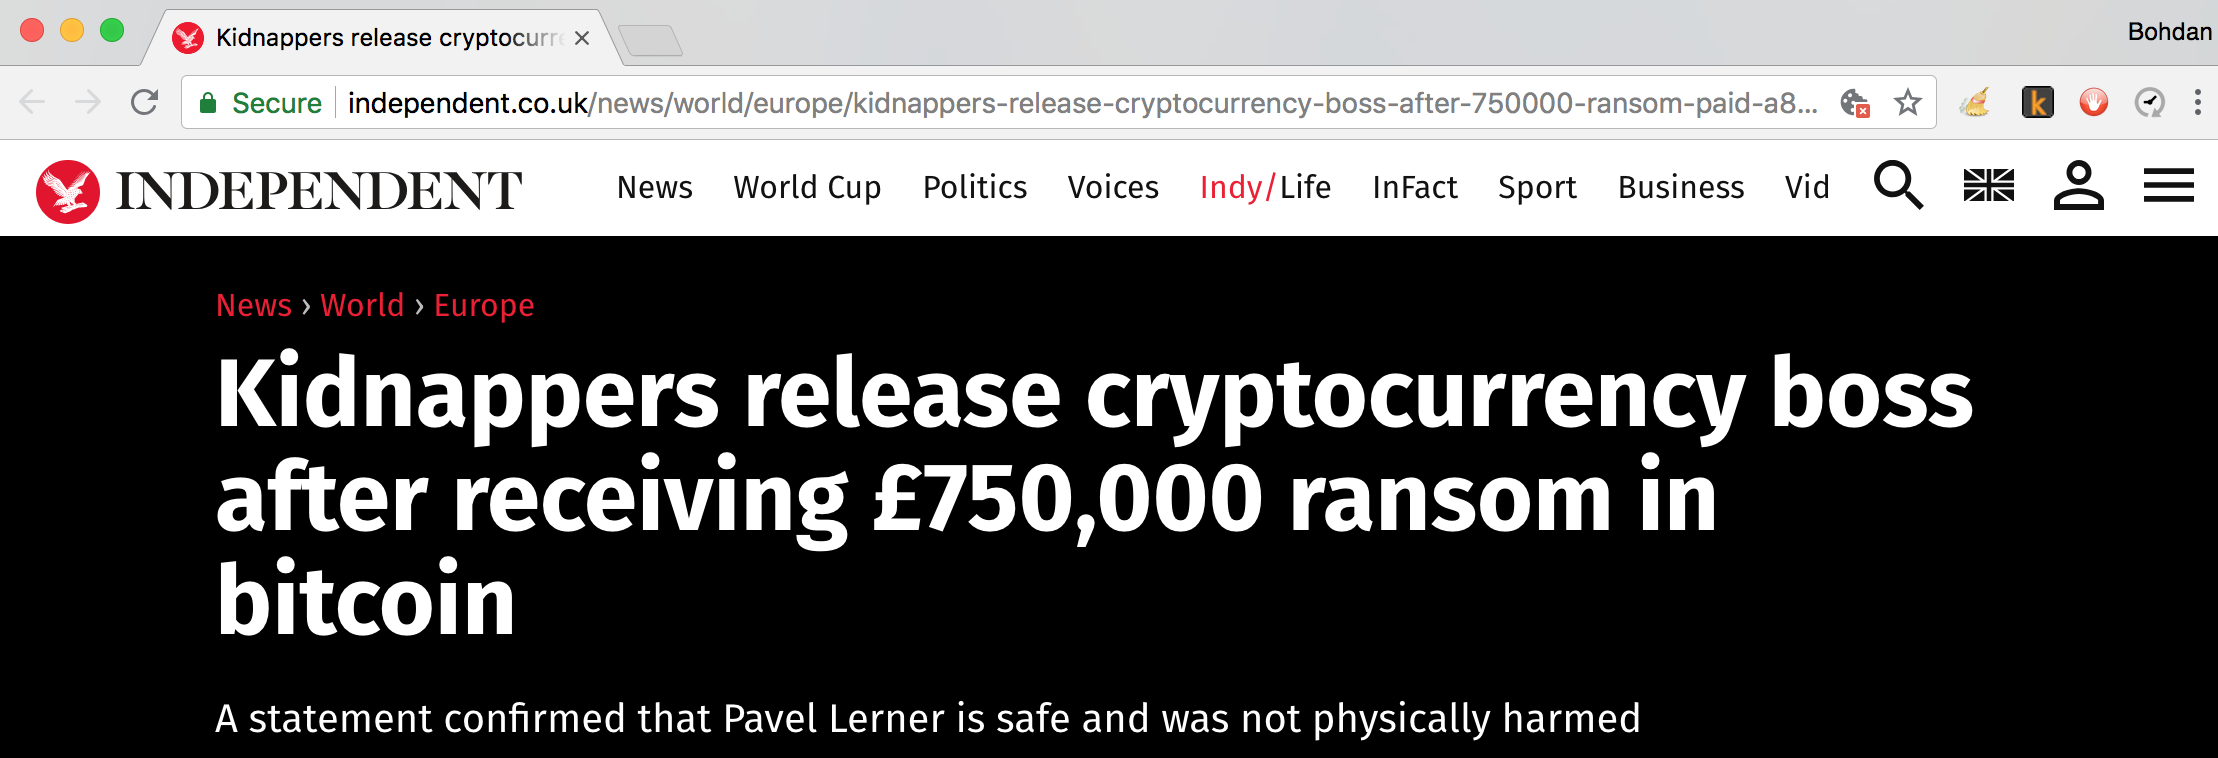 Kidnappers release cryptocurre
Bohdan
Secure independent.co.uk/news/world/europe/kidnappers-release-cryptocurrency-boss-after-750000-ransom-paid-a8...
INDEPENDENT News World Cup Politics Voices Indy/Life InFact Sport Business Vid
News › World › Europe
Kidnappers release cryptocurrency boss
after receiving £750,000 ransom in
bitcoin
A statement confirmed that Pavel Lerner is safe and was not physically harmed